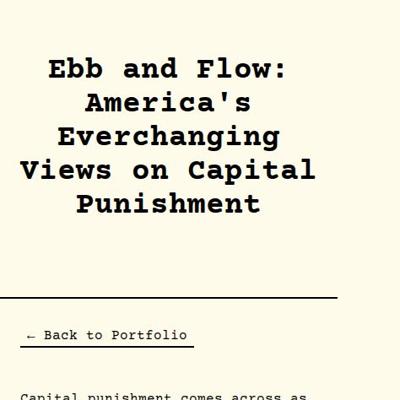 Ebb and Flow:
America's
Everchanging
Views on Capital
Punishment
← Back to Portfolio
Capital punishment comes across as